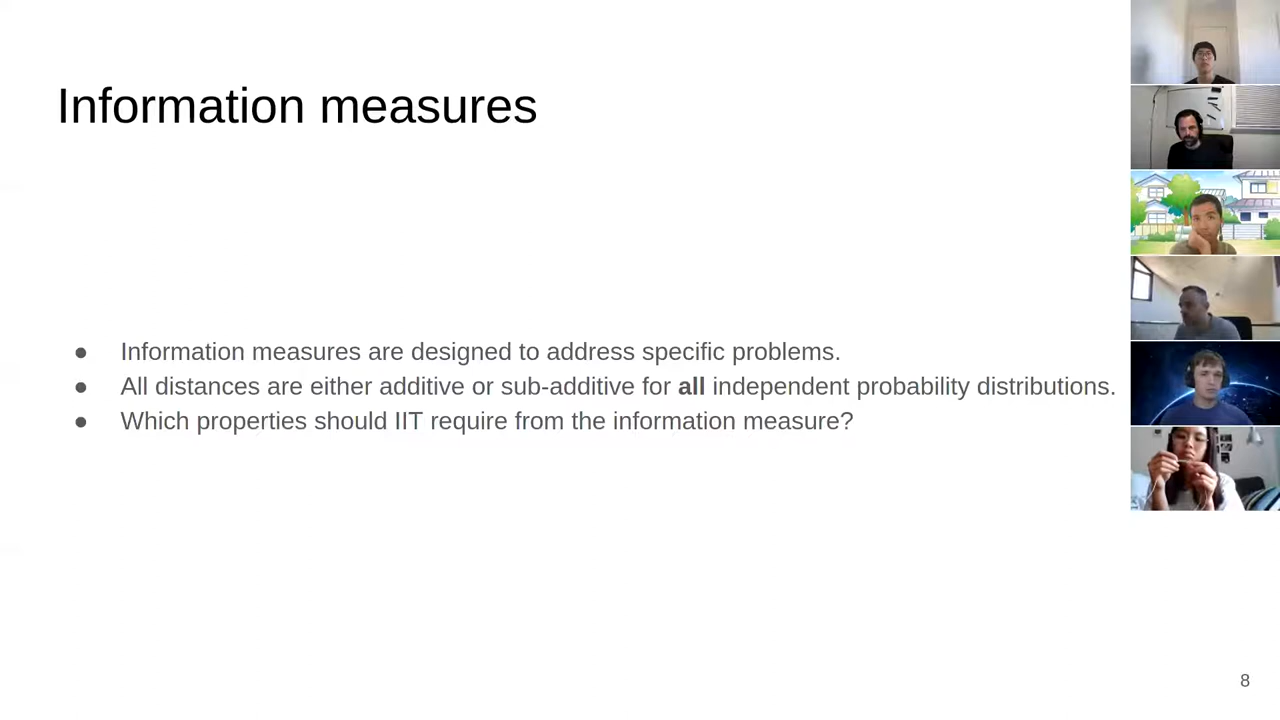 Information measures
● Information measures are designed to address specific problems.
● All distances are either additive or sub-additive for all independent probability distributions.
● Which properties should IIT require from the information measure?
8